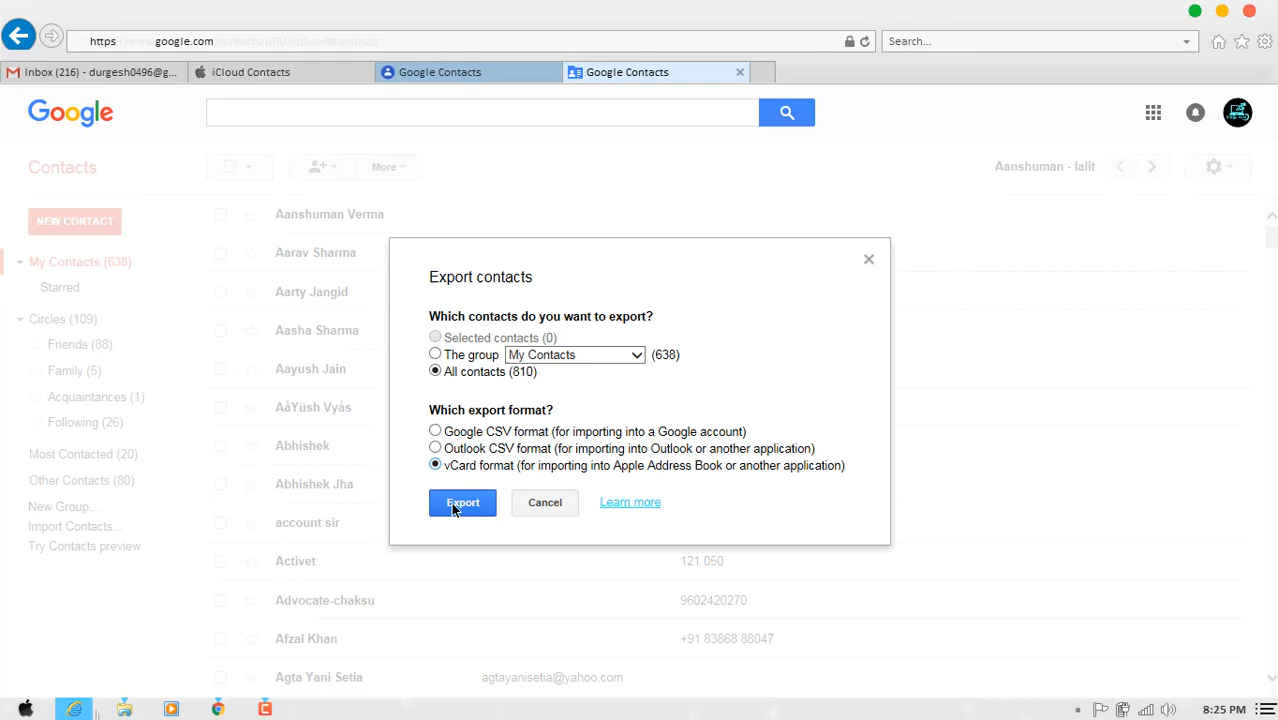 https://www.google.com/contacts/u/0/?cplus=0#contacts
Search...
Inbox (216) - durgesh0496@g...
iCloud Contacts
Google Contacts
Google Contacts
Google
Contacts
More
Aanshuman - lalit
NEW CONTACT
Aanshuman Verma
Aarav Sharma
My Contacts (638)
Starred
Aarty Jangid
Circles (109)
Aasha Sharma
Friends (88)
Family (5)
Aayush Jain
Acquaintances (1)
AåYüsh Vyås
Following (26)
Abhishek
Most Contacted (20)
Other Contacts (80)
Abhishek Jha
New Group...
Import Contacts...
account sir
Try Contacts preview
Activet
121 050
Advocate-chaksu
9602420270
Afzal Khan
+91 83868 88047
Agta Yani Setia
agtayanisetia@yahoo.com
Export contacts
Which contacts do you want to export?
Selected contacts (0)
The group My Contacts (638)
All contacts (810)
Which export format?
Google CSV format (for importing into a Google account)
Outlook CSV format (for importing into Outlook or another application)
vCard format (for importing into Apple Address Book or another application)
Export Cancel Learn more
8:25 PM